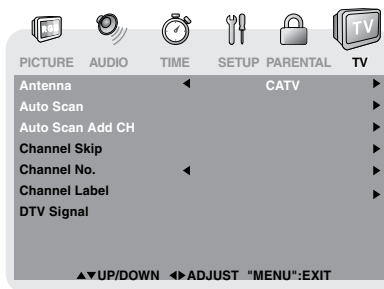 RGB TV
PICTURE AUDIO TIME SETUP PARENTAL TV
Antenna ◀ CATV ▶
Auto Scan ▶
Auto Scan Add CH ▶
Channel Skip ▶
Channel No. ◀ ▶
Channel Label ▶
DTV Signal
▲▼UP/DOWN ◀▶ADJUST "MENU":EXIT